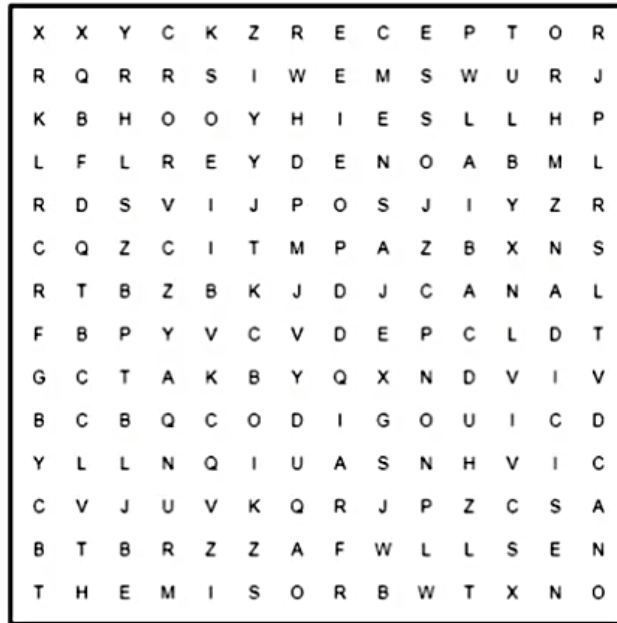 X X Y C K Z R E C E P T O R
R Q R R S I W E M S W U R J
K B H O O Y H I E S L L H P
L F L R E Y D E N O A B M L
R D S V I J P O S J I Y Z R
C Q Z C I T M P A Z B X N S
R T B Z B K J D J C A N A L
F B P Y V C V D E P C L D T
G C T A K B Y Q X N D V I V
B C B Q C O D I G O U I C D
Y L L N Q I U A S N H V I C
C V J U V K Q R J P Z C S A
B T B R Z Z A F W L L S E N
T H E M I S O R B W T X N O